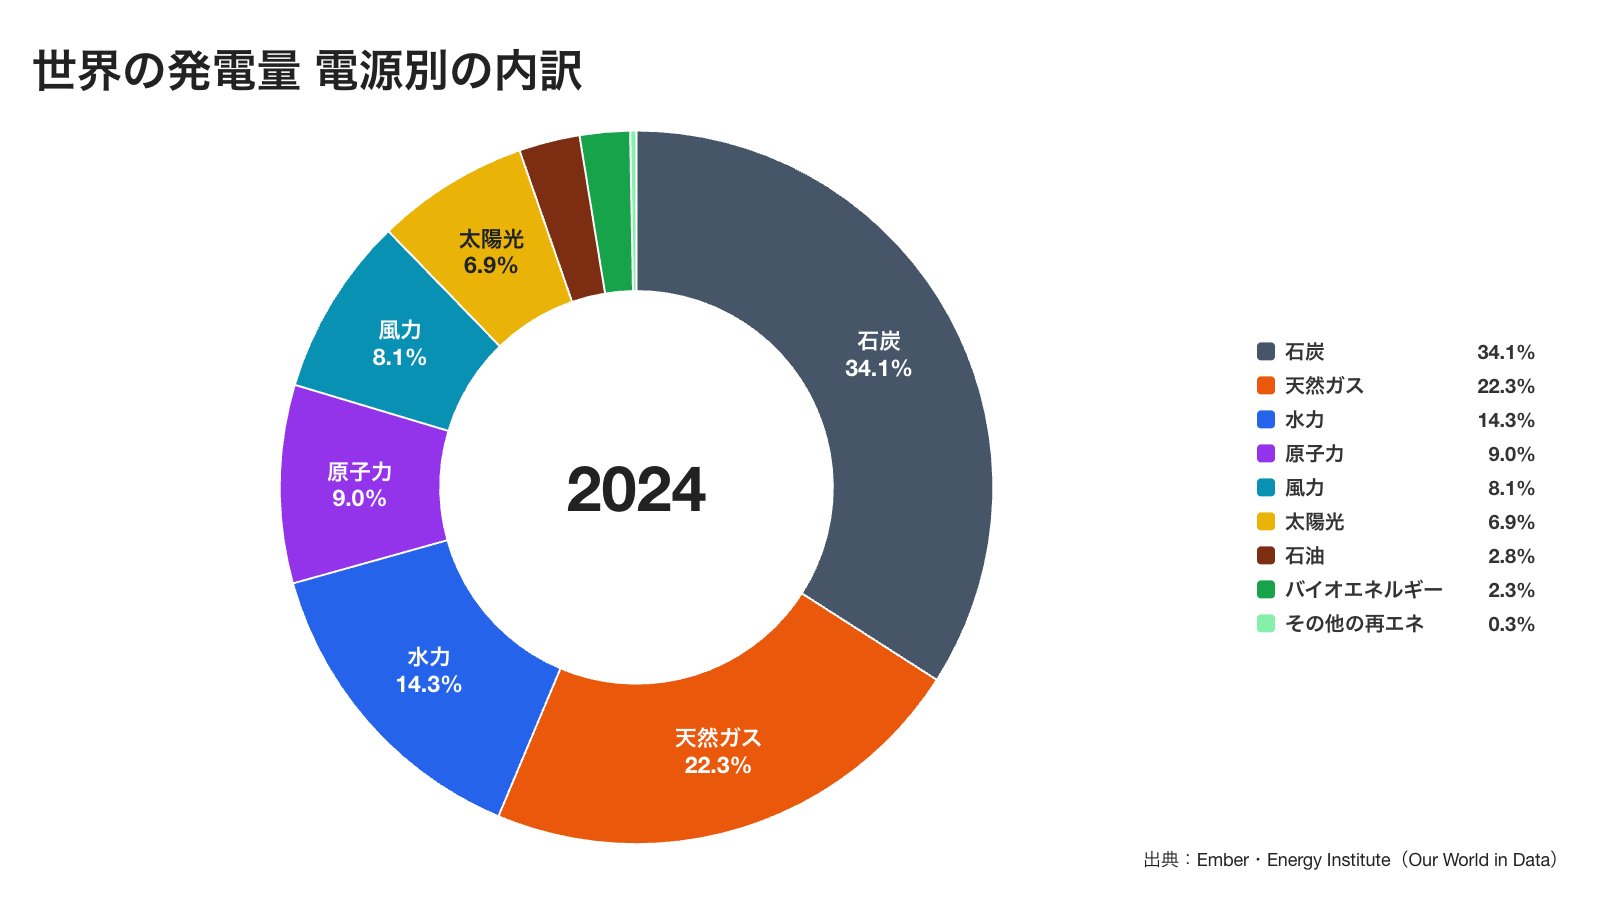 世界の発電量 電源別の内訳
太陽光
6.9%
風力
8.1%
石炭
34.1%
原子力
9.0%
2024
水力
14.3%
天然ガス
22.3%
石炭 34.1%
天然ガス 22.3%
水力 14.3%
原子力 9.0%
風力 8.1%
太陽光 6.9%
石油 2.8%
バイオエネルギー 2.3%
その他の再エネ 0.3%
出典：Ember・Energy Institute（Our World in Data）